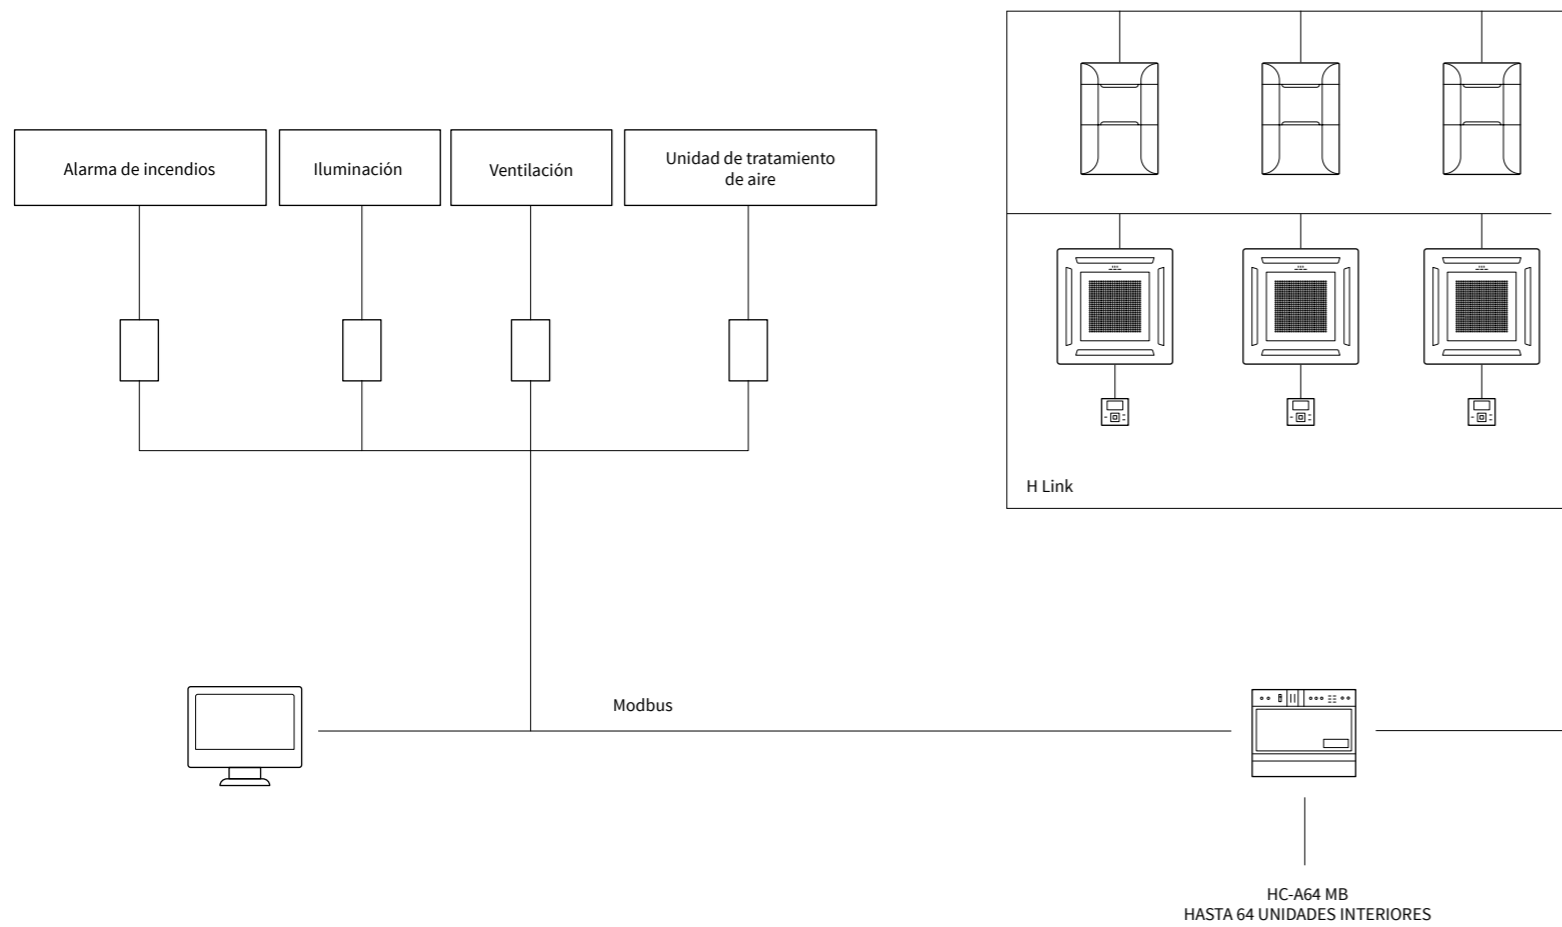 Alarma de incendios
Iluminación
Ventilación
Unidad de tratamiento
de aire
H Link
Modbus
HC-A64 MB
HASTA 64 UNIDADES INTERIORES